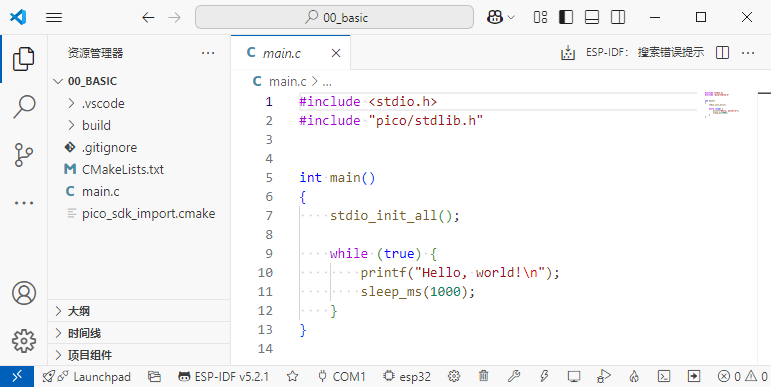 00_basic
资源管理器
00_BASIC
.vscode
build
.gitignore
CMakeLists.txt
main.c
pico_sdk_import.cmake
大纲
时间线
项目组件
main.c
ESP-IDF: 搜索错误提示
main.c > ...
1 #include <stdio.h>
2 #include "pico/stdlib.h"
3
4
5 int main()
6 {
7 stdio_init_all();
8
9 while (true) {
10 printf("Hello, world!\n");
11 sleep_ms(1000);
12 }
13 }
14
Launchpad ESP-IDF v5.2.1 COM1 esp32 0 0